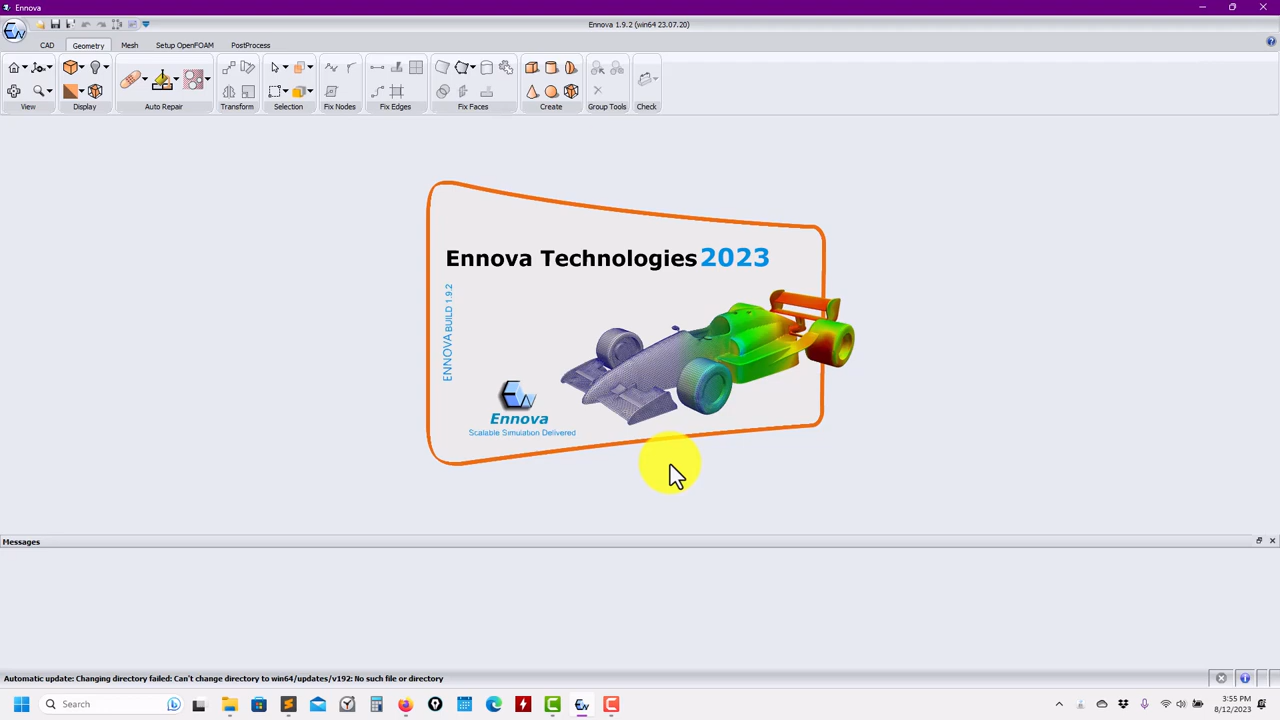 Ennova
Ennova 1.9.2 (win64 23.07.20)
CAD Geometry Mesh Setup OpenFOAM PostProcess
View Display Auto Repair Transform Selection Fix Nodes Fix Edges Fix Faces Create Group Tools Check
Ennova Technologies 2023
ENNOVA BUILD 1.9.2
Ennova
Scalable Simulation Delivered
Messages
Automatic update: Changing directory failed: Can't change directory to win64/updates/v192: No such file or directory
Search
5:55 PM
8/12/2023